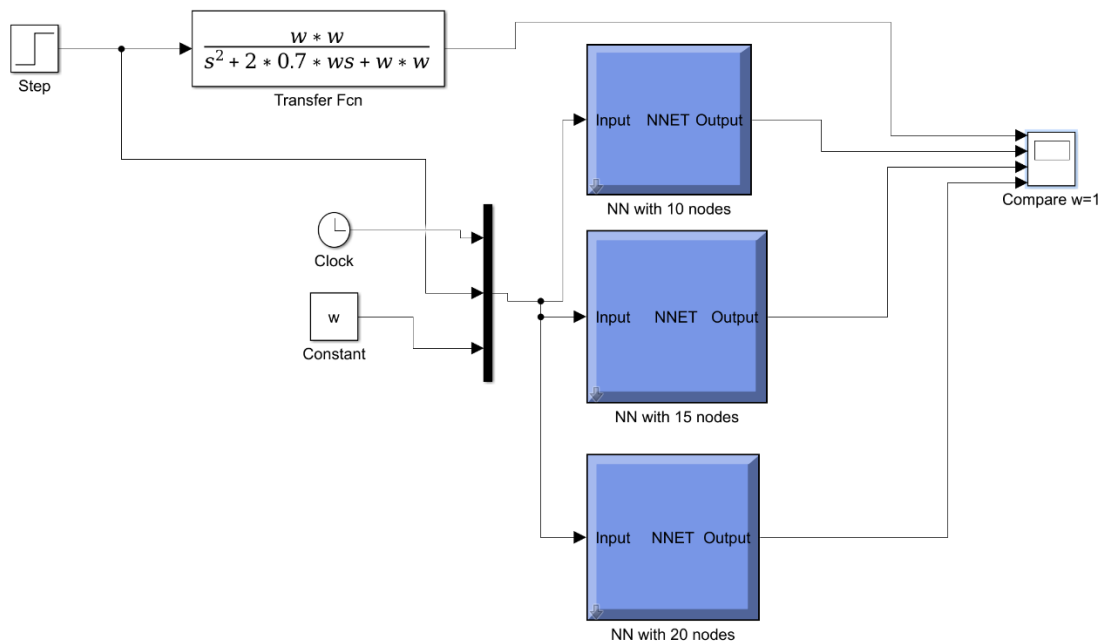 w ∗ w
s² + 2 ∗ 0.7 ∗ ws + w ∗ w
Step
Transfer Fcn
Input NNET Output
NN with 10 nodes
Compare w=1
Clock
w
Constant
Input NNET Output
NN with 15 nodes
Input NNET Output
NN with 20 nodes